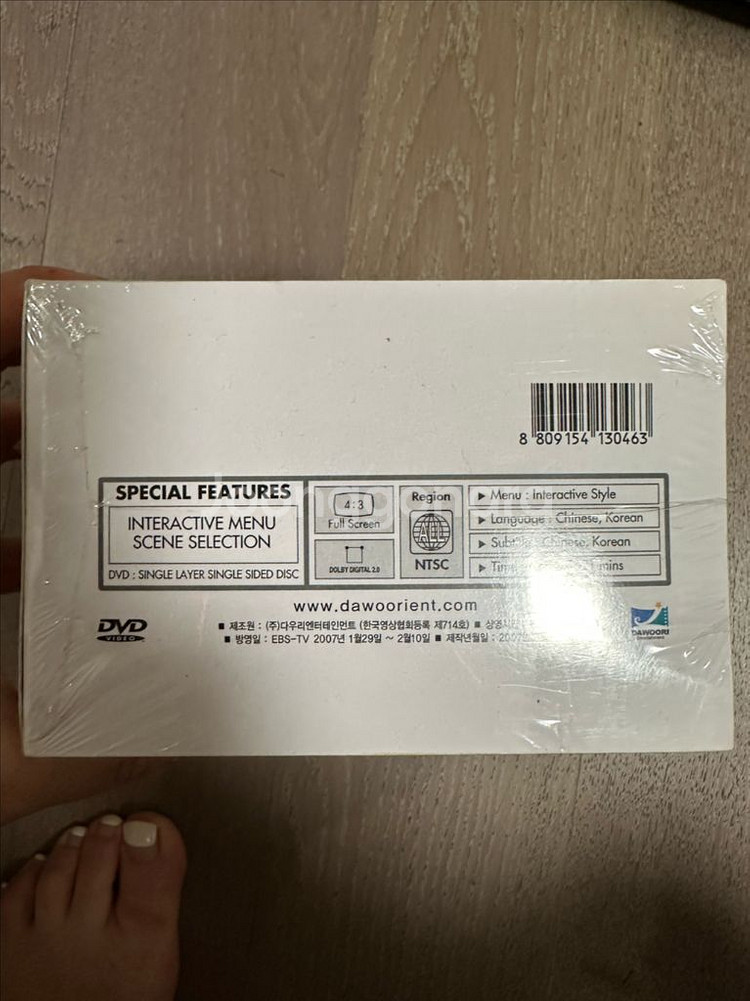 8 809154 130463
SPECIAL FEATURES
INTERACTIVE MENU
SCENE SELECTION
DVD : SINGLE LAYER SINGLE SIDED DISC
4:3
Full Screen
DOLBY DIGITAL 2.0
Region
ALL
NTSC
▶ Menu : Interactive Style
▶ Language : Chinese, Korean
▶ Chinese, Korean
▶ mins
www.dawoorient.com
DVD
VIDEO
■ 제조원 : (주)다우리엔터테인먼트 (한국영상협회등록 제714호) ■
■ 방영일 : EBS-TV 2007년 1월29일 ~ 2월10일 ■ 제작년월일 :
DAWOORI